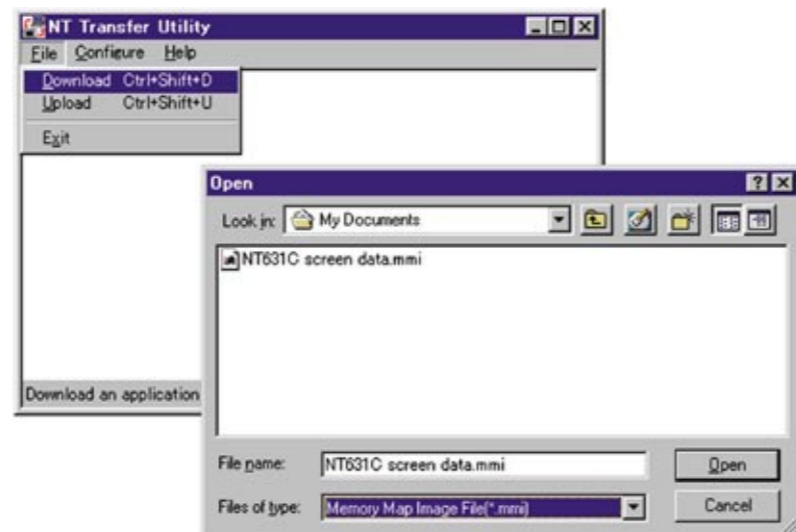 NT Transfer Utility
File Configure Help
Download Ctrl+Shift+D
Upload Ctrl+Shift+U
Exit
Download an application
Open
Look in: My Documents
NT631C screen data.mmi
File name: NT631C screen data.mmi Open
Files of type: Memory Map Image File(*.mmi) Cancel